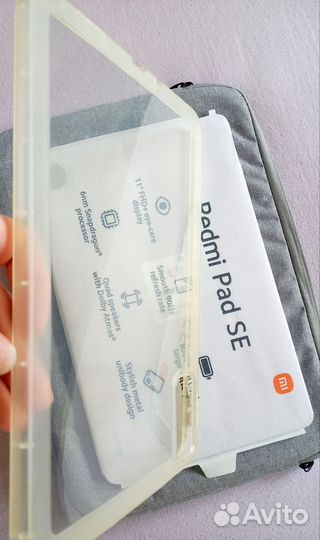 Redmi Pad SE
11" FHD+ eye-care
display
6nm Snapdragon®
processor
Smooth
refresh rate
Quad speakers
with Dolby Atmos®
large
Stylish metal
unibody design
mi
Avito